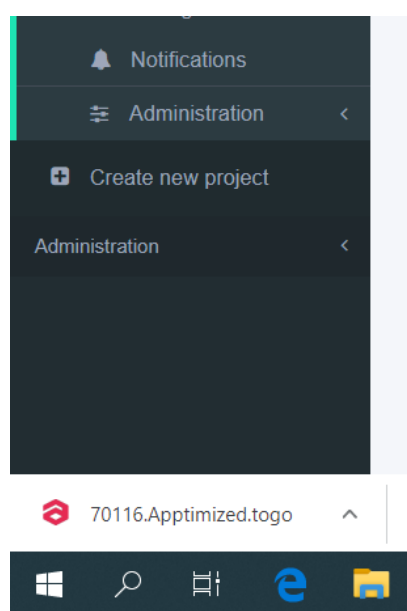 Notifications
Administration
Create new project
Administration
70116.Apptimized.togo